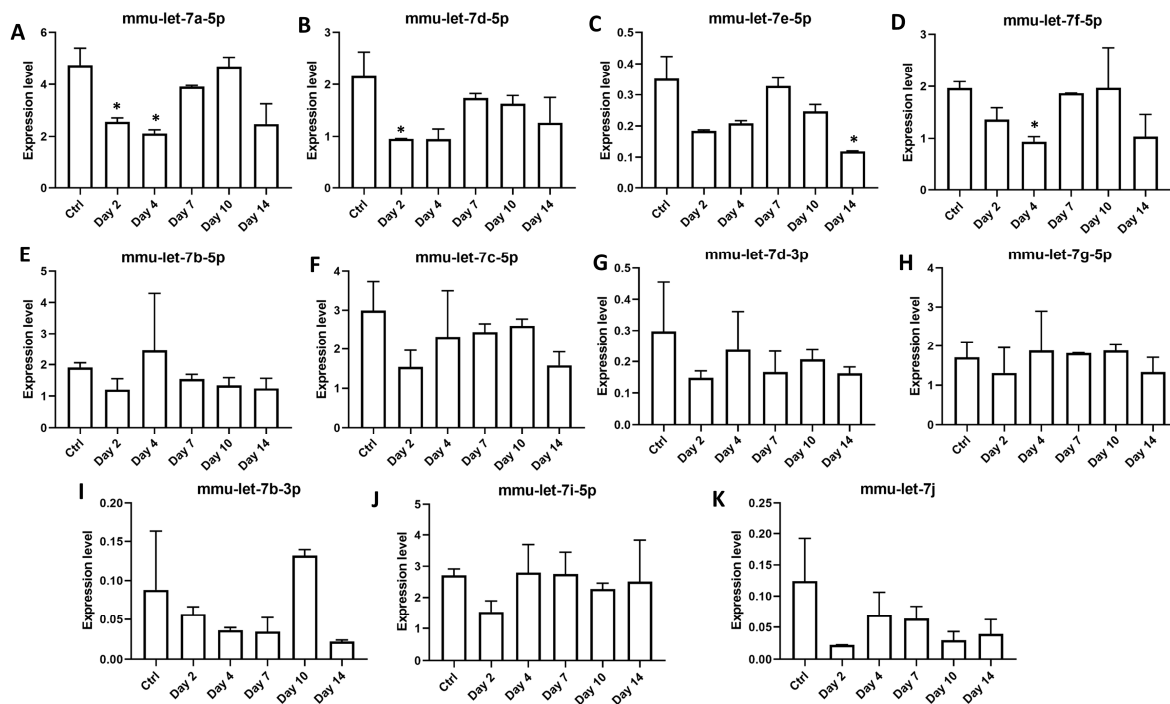 A
mmu-let-7a-5p
Expression level
6
4
2
0
*
*
Ctrl
Day 2
Day 4
Day 7
Day 10
Day 14
B
mmu-let-7d-5p
Expression level
3
2
1
0
*
Ctrl
Day 2
Day 4
Day 7
Day 10
Day 14
C
mmu-let-7e-5p
Expression level
0.5
0.4
0.3
0.2
0.1
0.0
*
Ctrl
Day 2
Day 4
Day 7
Day 10
Day 14
D
mmu-let-7f-5p
Expression level
3
2
1
0
*
Ctrl
Day 2
Day 4
Day 7
Day 10
Day 14
E
mmu-let-7b-5p
Expression level
5
4
3
2
1
0
Ctrl
Day 2
Day 4
Day 7
Day 10
Day 14
F
mmu-let-7c-5p
Expression level
4
3
2
1
0
Ctrl
Day 2
Day 4
Day 7
Day 10
Day 14
G
mmu-let-7d-3p
Expression level
0.5
0.4
0.3
0.2
0.1
0.0
Ctrl
Day 2
Day 4
Day 7
Day 10
Day 14
H
mmu-let-7g-5p
Expression level
4
3
2
1
0
Ctrl
Day 2
Day 4
Day 7
Day 10
Day 14
I
mmu-let-7b-3p
Expression level
0.20
0.15
0.10
0.05
0.00
Ctrl
Day 2
Day 4
Day 7
Day 10
Day 14
J
mmu-let-7i-5p
Expression level
5
4
3
2
1
0
Ctrl
Day 2
Day 4
Day 7
Day 10
Day 14
K
mmu-let-7j
Expression level
0.25
0.20
0.15
0.10
0.05
0.00
Ctrl
Day 2
Day 4
Day 7
Day 10
Day 14